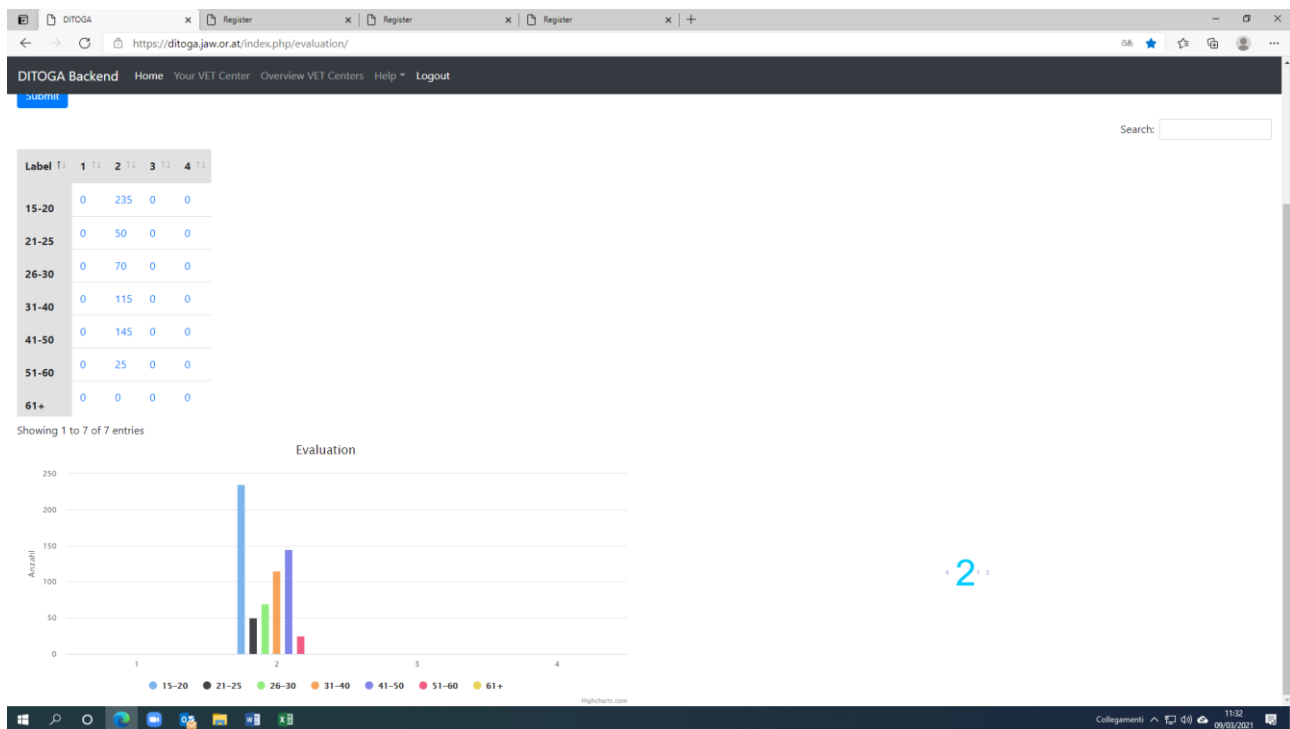 DITOGA Register Register Register
https://ditoga.jaw.or.at/index.php/evaluation/
DITOGA Backend Home Your VET Center Overview VET Centers Help Logout
Submit
Search:
Label 1 2 3 4
15-20 0 235 0 0
21-25 0 50 0 0
26-30 0 70 0 0
31-40 0 115 0 0
41-50 0 145 0 0
51-60 0 25 0 0
61+ 0 0 0 0
Showing 1 to 7 of 7 entries
Evaluation
250
200
150
100
50
0
Anzahl
1 2 3 4
15-20 21-25 26-30 31-40 41-50 51-60 61+
Highcharts.com
4 2 1 3
Collegamenti 11:32
09/03/2021